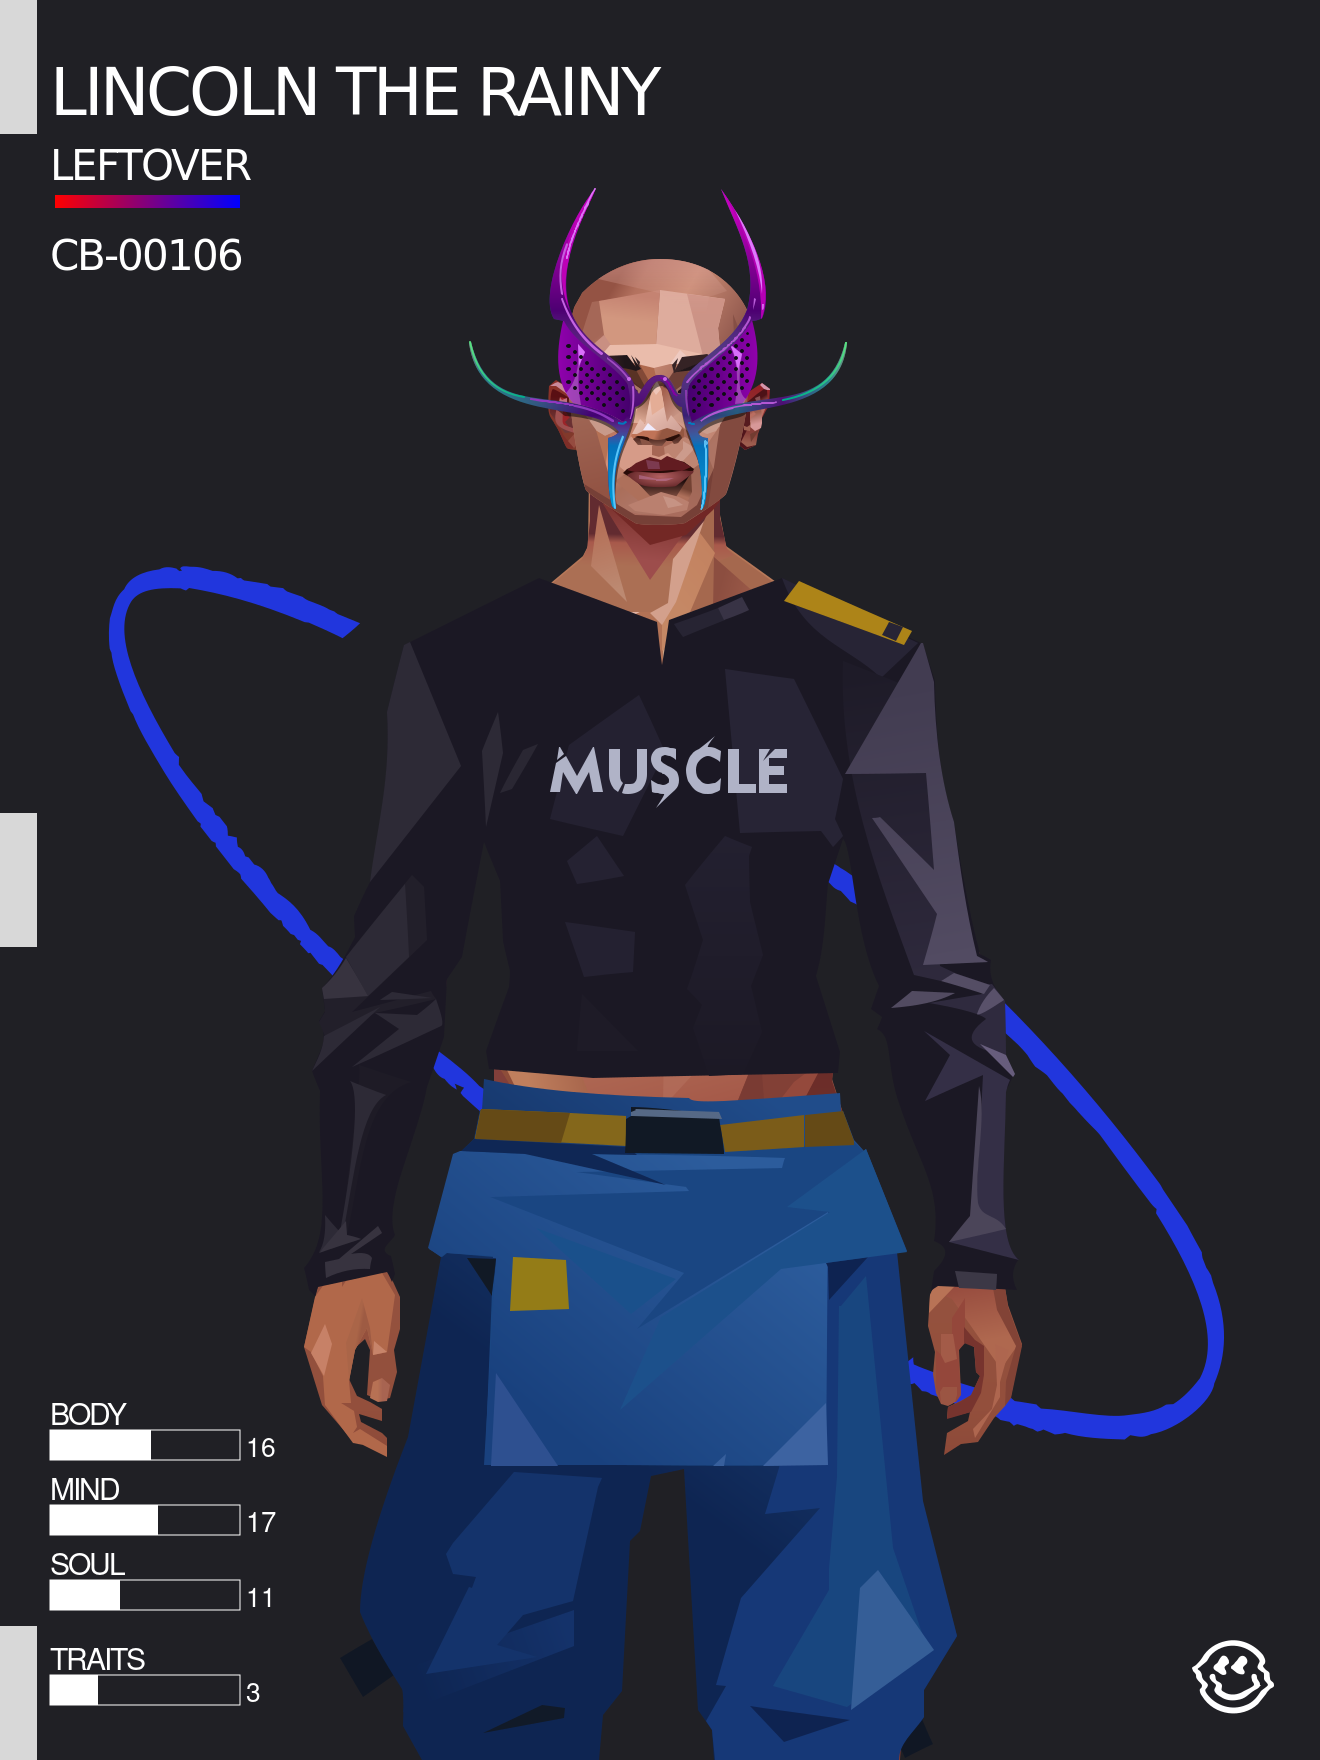 LINCOLN THE RAINY
LEFTOVER
CB-00106
MUSCLE
BODY
16
MIND
17
SOUL
11
TRAITS
3